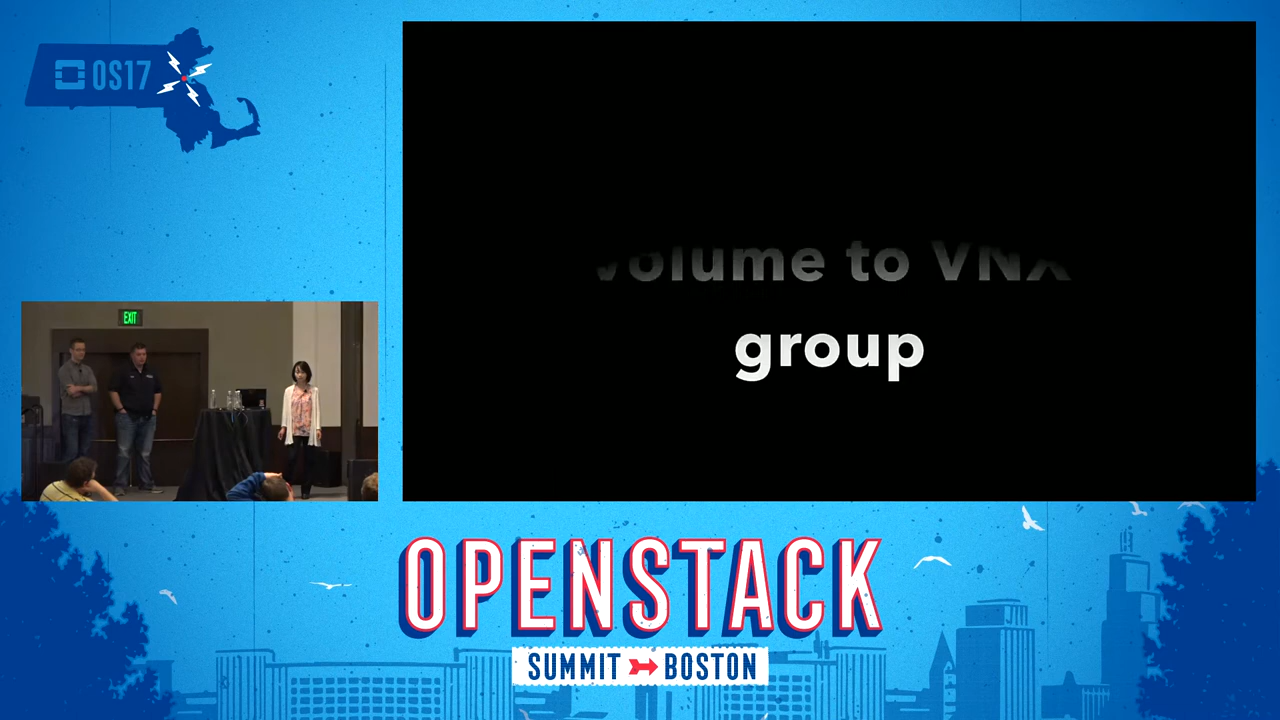 OS17
volume to VNX
group
EXIT
OPENSTACK
SUMMIT BOSTON